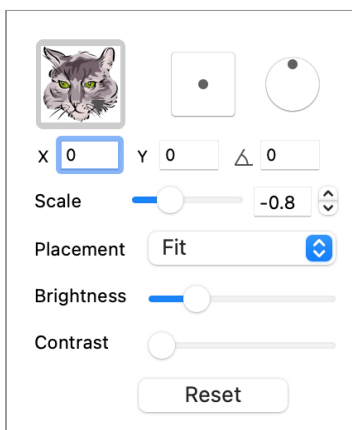 X 0 Y 0 0
Scale -0.8
Placement Fit
Brightness
Contrast
Reset